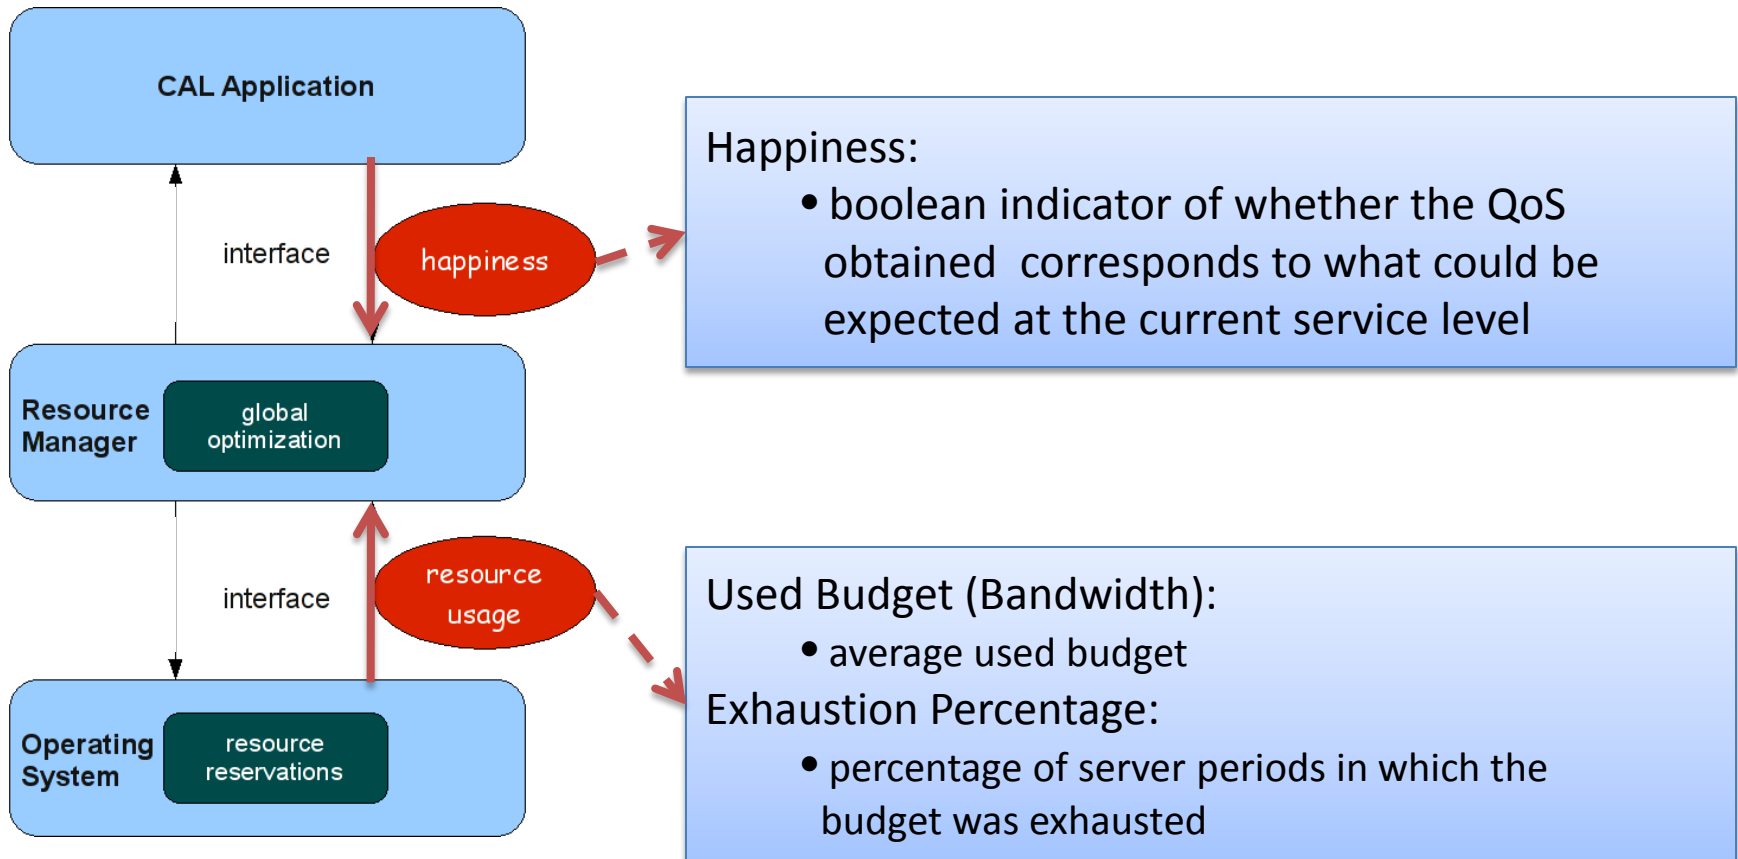 CAL Application
interface
happiness
Happiness:
• boolean indicator of whether the QoS
obtained corresponds to what could be
expected at the current service level
Resource
Manager
global
optimization
interface
resource
usage
Used Budget (Bandwidth):
• average used budget
Exhaustion Percentage:
• percentage of server periods in which the
budget was exhausted
Operating
System
resource
reservations